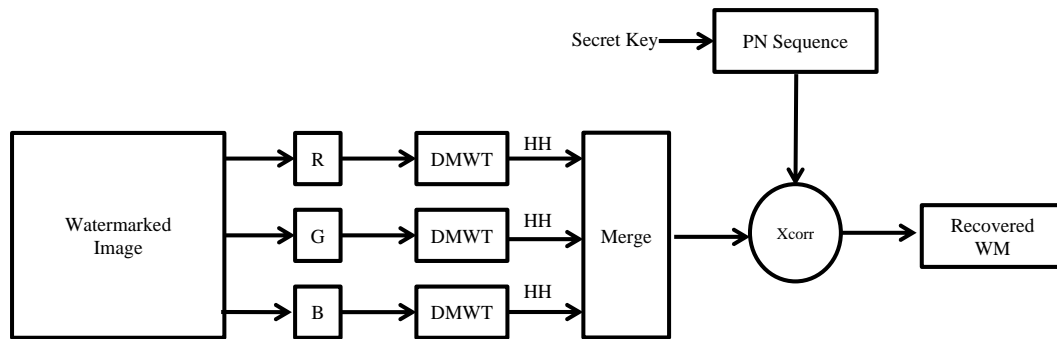 Secret Key
PN Sequence
Watermarked
Image
R
DMWT
HH
G
DMWT
HH
B
DMWT
HH
Merge
Xcorr
Recovered
WM